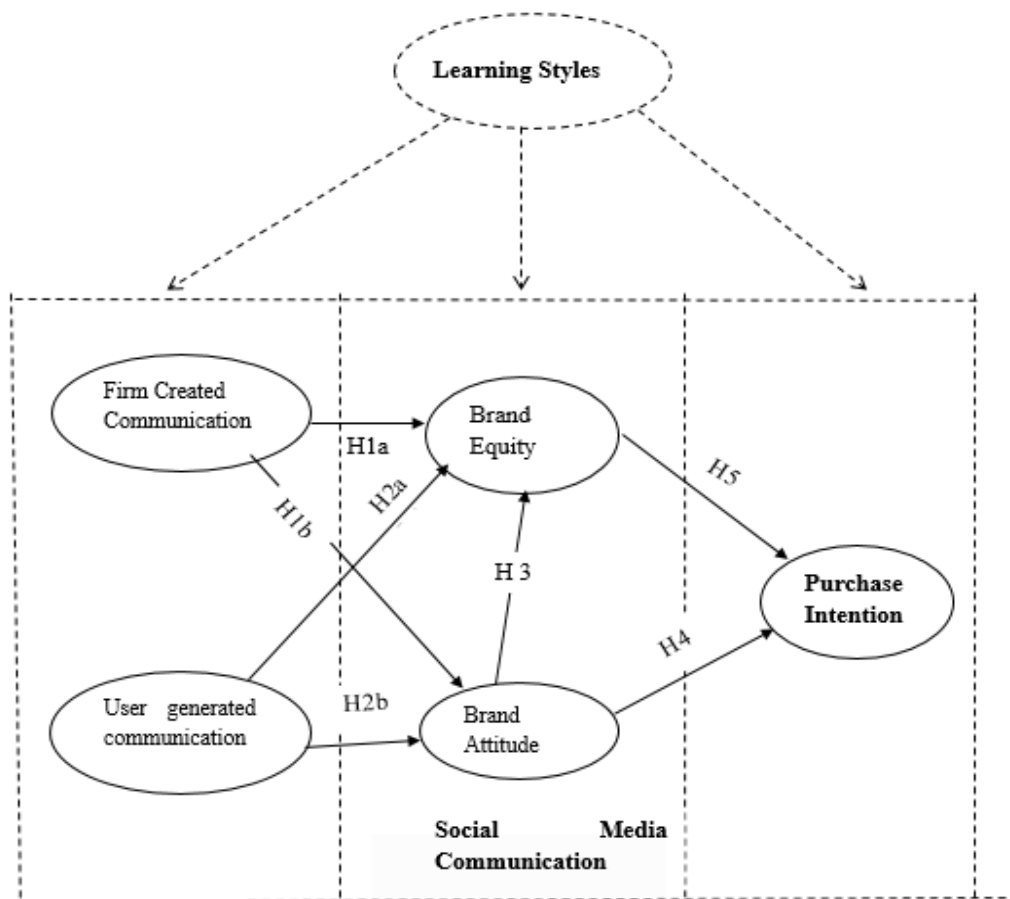 Learning Styles
Firm Created
Communication
Brand
Equity
H1a
H2a
H1b
H5
H 3
Purchase
Intention
H4
User generated
communication
H2b
Brand
Attitude
Social Media
Communication